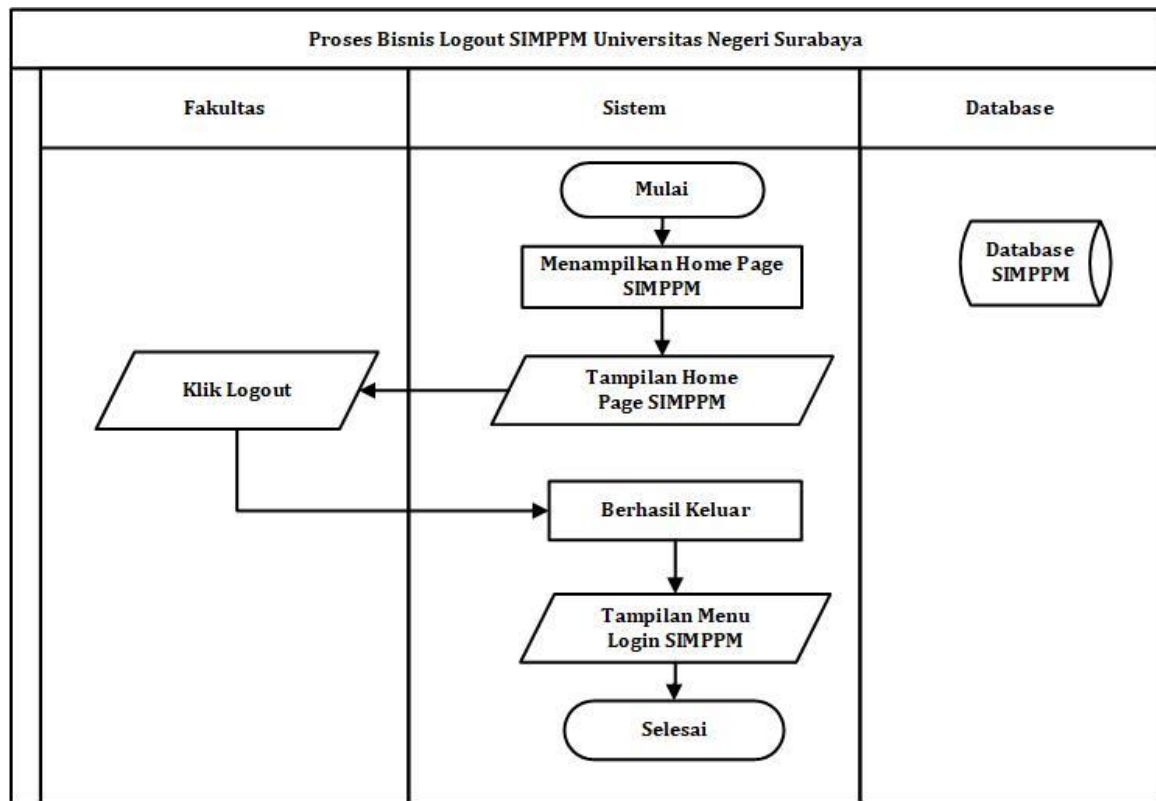 Proses Bisnis Logout SIMPPM Universitas Negeri Surabaya
Fakultas
Sistem
Database
Mulai
Menampilkan Home Page
SIMPPM
Database
SIMPPM
Tampilan Home
Page SIMPPM
Klik Logout
Berhasil Keluar
Tampilan Menu
Login SIMPPM
Selesai